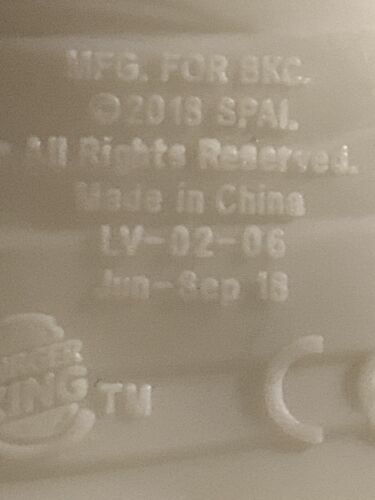 MFG. FOR BKC.
©2018 SPAI.
All Rights Reserved.
Made in China
LV-02-06
Jun-Sep 18
BURGER
KING TM
C